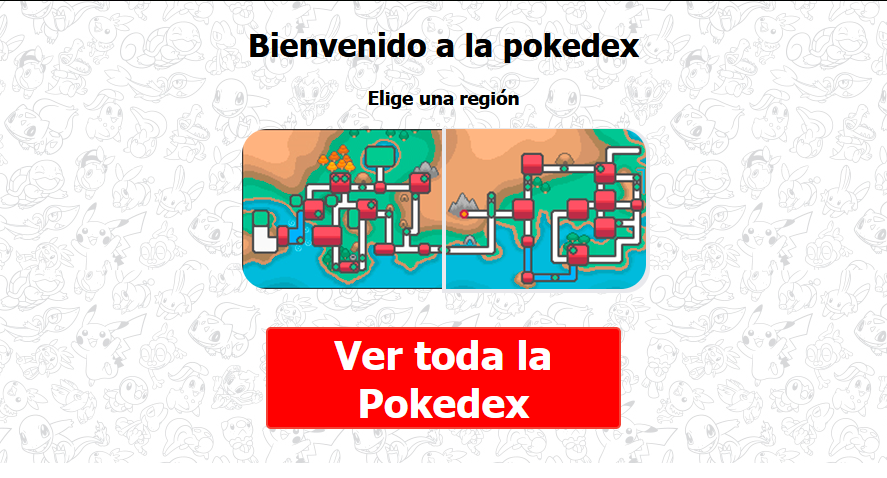 Bienvenido a la pokedex
Elige una región
Ver toda la
Pokedex